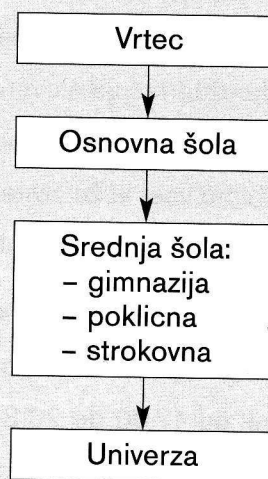 Vrtec
Osnovna šola
Srednja šola:
– gimnazija
– poklicna
– strokovna
Univerza